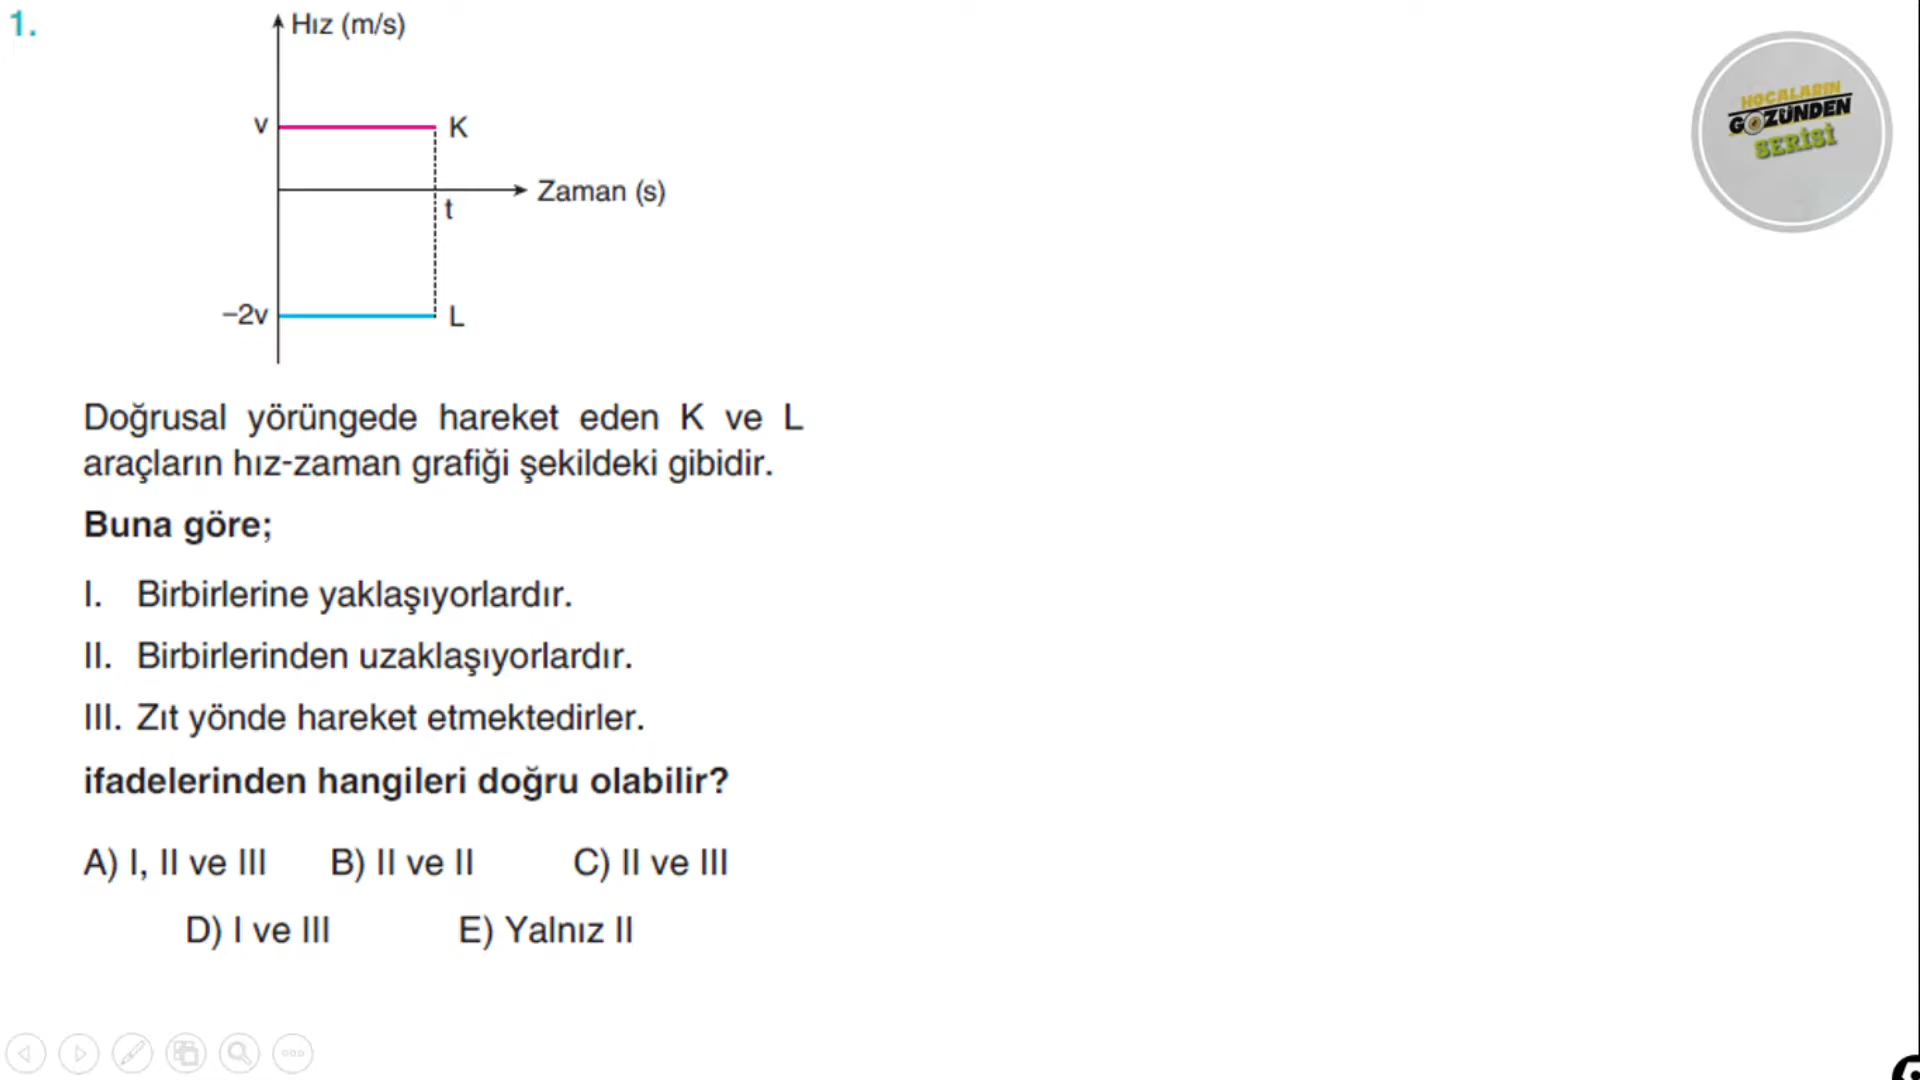 1.
Hız (m/s)
v
K
Zaman (s)
t
–2v
L
HOCALARIN
GÖZÜNDEN
SERİSİ
Doğrusal yörüngede hareket eden K ve L
araçların hız-zaman grafiği şekildeki gibidir.
Buna göre;
I. Birbirlerine yaklaşıyorlardır.
II. Birbirlerinden uzaklaşıyorlardır.
III. Zıt yönde hareket etmektedirler.
ifadelerinden hangileri doğru olabilir?
A) I, II ve III B) II ve II C) II ve III
D) I ve III E) Yalnız II